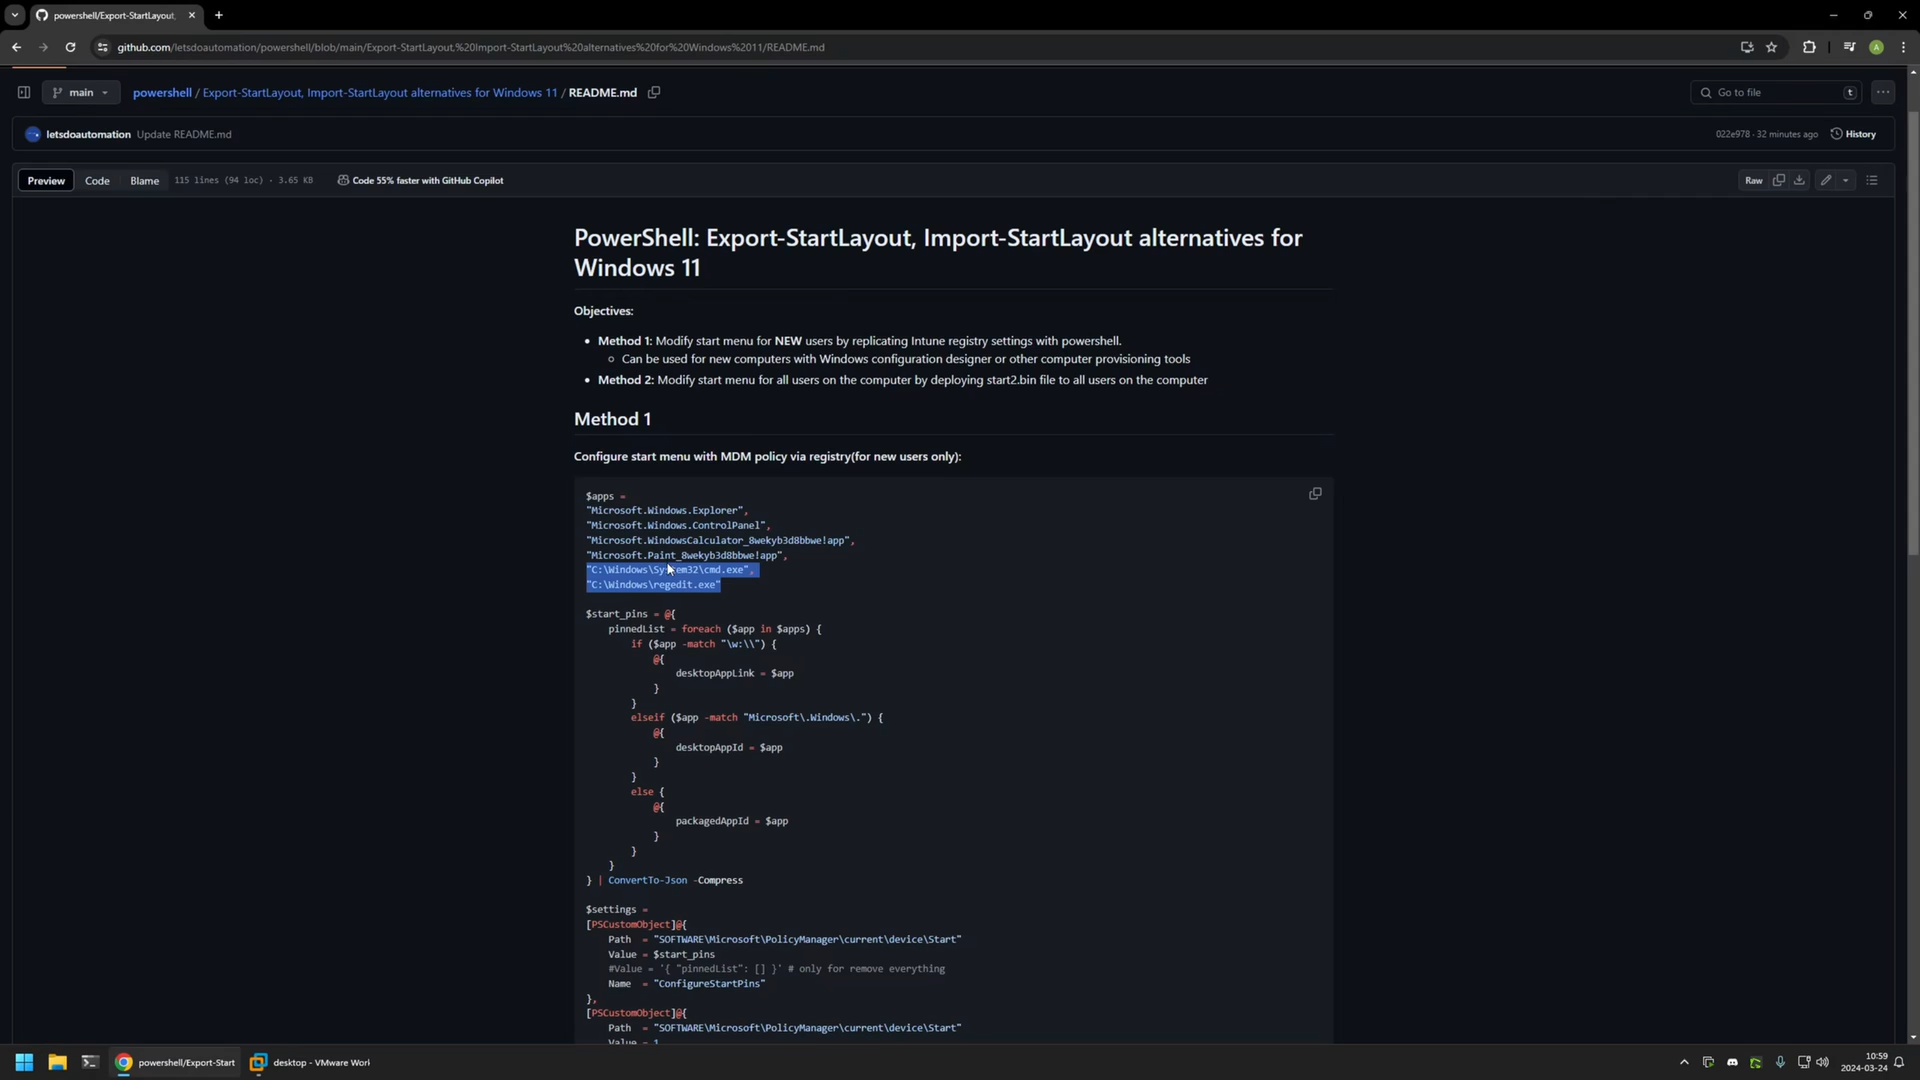 powershell/Export-StartLayout,
github.com/letsdoautomation/powershell/blob/main/Export-StartLayout,%20Import-StartLayout%20alternatives%20for%20Windows%2011/README.md
A
main
powershell / Export-StartLayout, Import-StartLayout alternatives for Windows 11 / README.md
Go to file
t
letsdoautomation Update README.md
022e978 · 32 minutes ago
History
Preview
Code
Blame
115 lines (94 loc) · 3.65 KB
Code 55% faster with GitHub Copilot
Raw
PowerShell: Export-StartLayout, Import-StartLayout alternatives for
Windows 11
Objectives:
• Method 1: Modify start menu for NEW users by replicating Intune registry settings with powershell.
Can be used for new computers with Windows configuration designer or other computer provisioning tools
• Method 2: Modify start menu for all users on the computer by deploying start2.bin file to all users on the computer
Method 1
Configure start menu with MDM policy via registry(for new users only):
$apps =
"Microsoft.Windows.Explorer",
"Microsoft.Windows.ControlPanel",
"Microsoft.WindowsCalculator_8wekyb3d8bbwe!app",
"Microsoft.Paint_8wekyb3d8bbwe!app",
"C:\Windows\System32\cmd.exe",
"C:\Windows\regedit.exe"
$start_pins = @{
pinnedList = foreach ($app in $apps) {
if ($app -match "\w:\\") {
@{
desktopAppLink = $app
}
}
elseif ($app -match "Microsoft\.Windows\.") {
@{
desktopAppId = $app
}
}
else {
@{
packagedAppId = $app
}
}
}
} | ConvertTo-Json -Compress
$settings =
[PSCustomObject]@{
Path = "SOFTWARE\Microsoft\PolicyManager\current\device\Start"
Value = $start_pins
#Value = '{ "pinnedList": [] }' # only for remove everything
Name = "ConfigureStartPins"
},
[PSCustomObject]@{
Path = "SOFTWARE\Microsoft\PolicyManager\current\device\Start"
Value = 1
powershell/Export-Start
desktop - VMware Work
10:59
2024-03-24